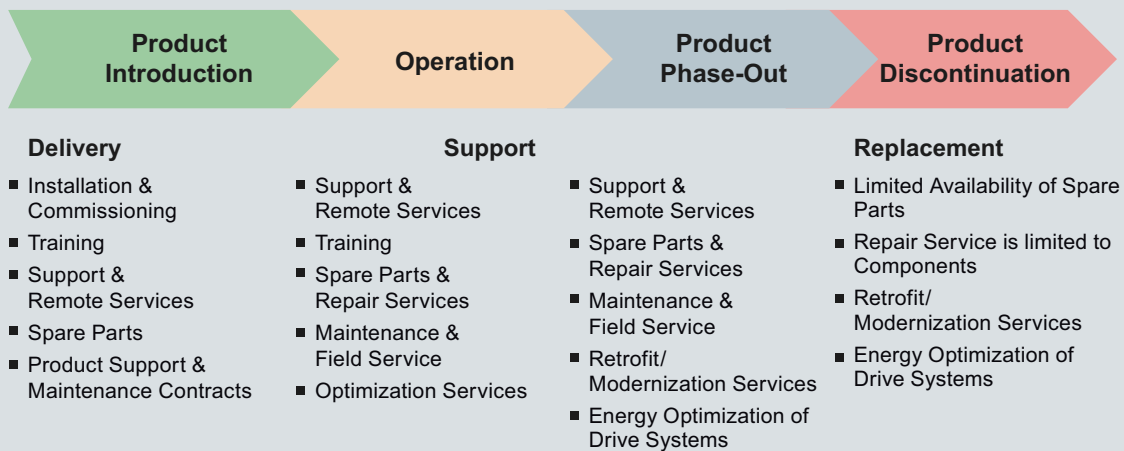 Product
Introduction
Operation
Product
Phase-Out
Product
Discontinuation
Delivery
Installation &
Commissioning
Training
Support &
Remote Services
Spare Parts
Product Support &
Maintenance Contracts
Support
Support &
Remote Services
Training
Spare Parts &
Repair Services
Maintenance &
Field Service
Optimization Services
Support &
Remote Services
Spare Parts &
Repair Services
Maintenance &
Field Service
Retrofit/
Modernization Services
Energy Optimization of
Drive Systems
Replacement
Limited Availability of Spare
Parts
Repair Service is limited to
Components
Retrofit/
Modernization Services
Energy Optimization of
Drive Systems